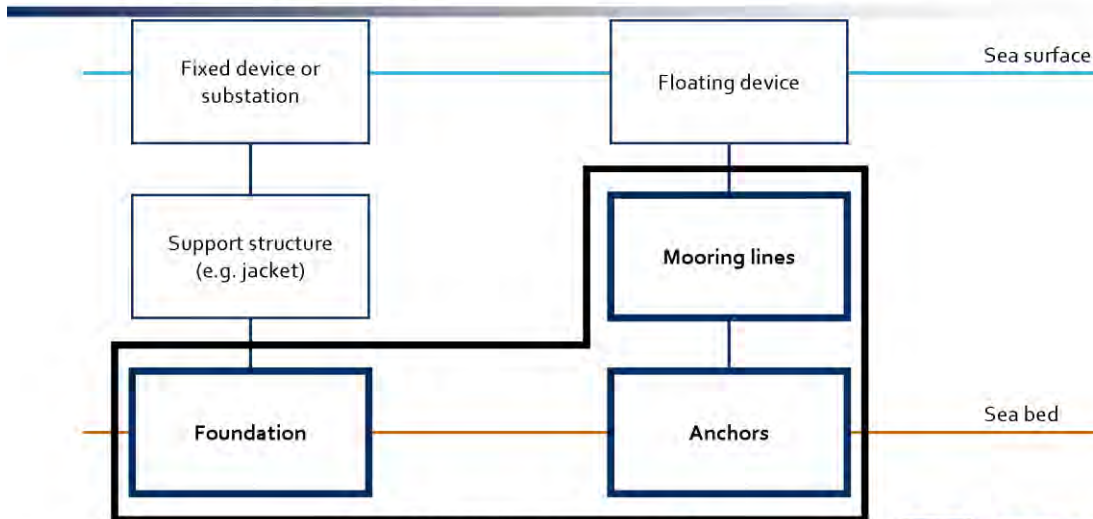 Fixed device or
substation
Floating device
Sea surface
Support structure
(e.g. jacket)
Mooring lines
Foundation
Anchors
Sea bed